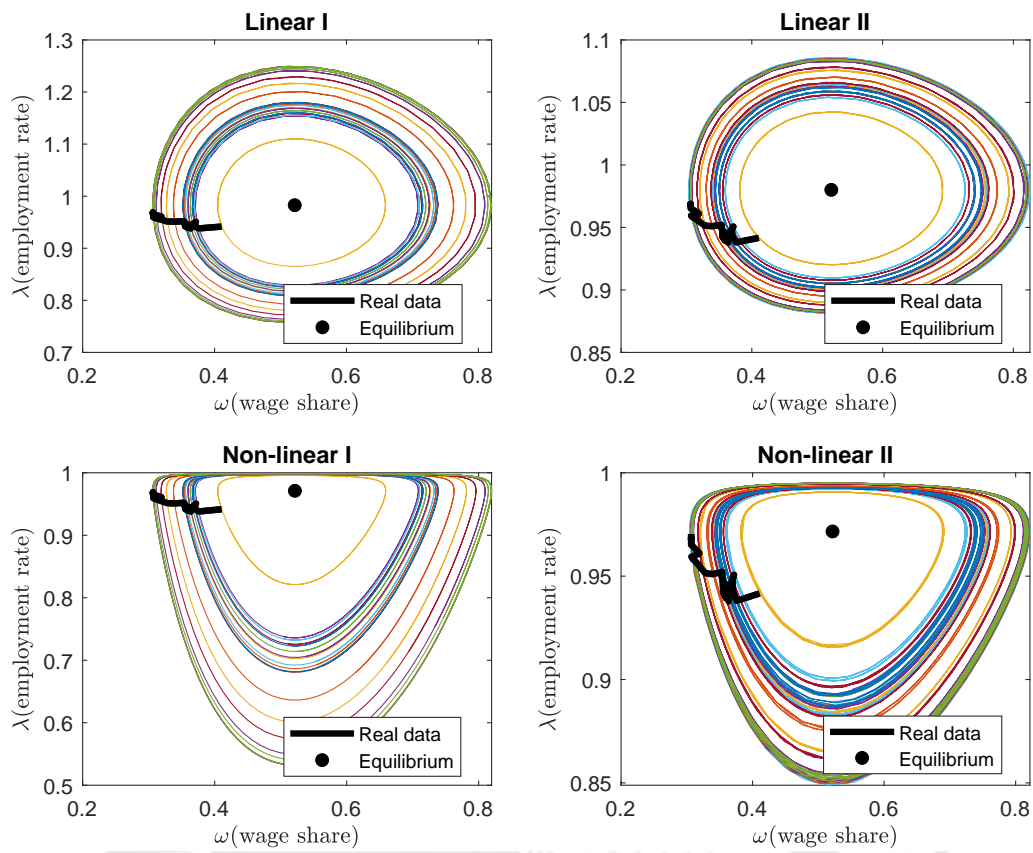 Linear I
1.3
1.2
1.1
1
0.9
0.8
0.7
λ(employment rate)
0.2 0.4 0.6 0.8
ω(wage share)
Real data
Equilibrium
Linear II
1.1
1.05
1
0.95
0.9
0.85
λ(employment rate)
0.2 0.4 0.6 0.8
ω(wage share)
Real data
Equilibrium
Non-linear I
1
0.9
0.8
0.7
0.6
0.5
λ(employment rate)
0.2 0.4 0.6 0.8
ω(wage share)
Real data
Equilibrium
Non-linear II
1
0.95
0.9
0.85
λ(employment rate)
0.2 0.4 0.6 0.8
ω(wage share)
Real data
Equilibrium